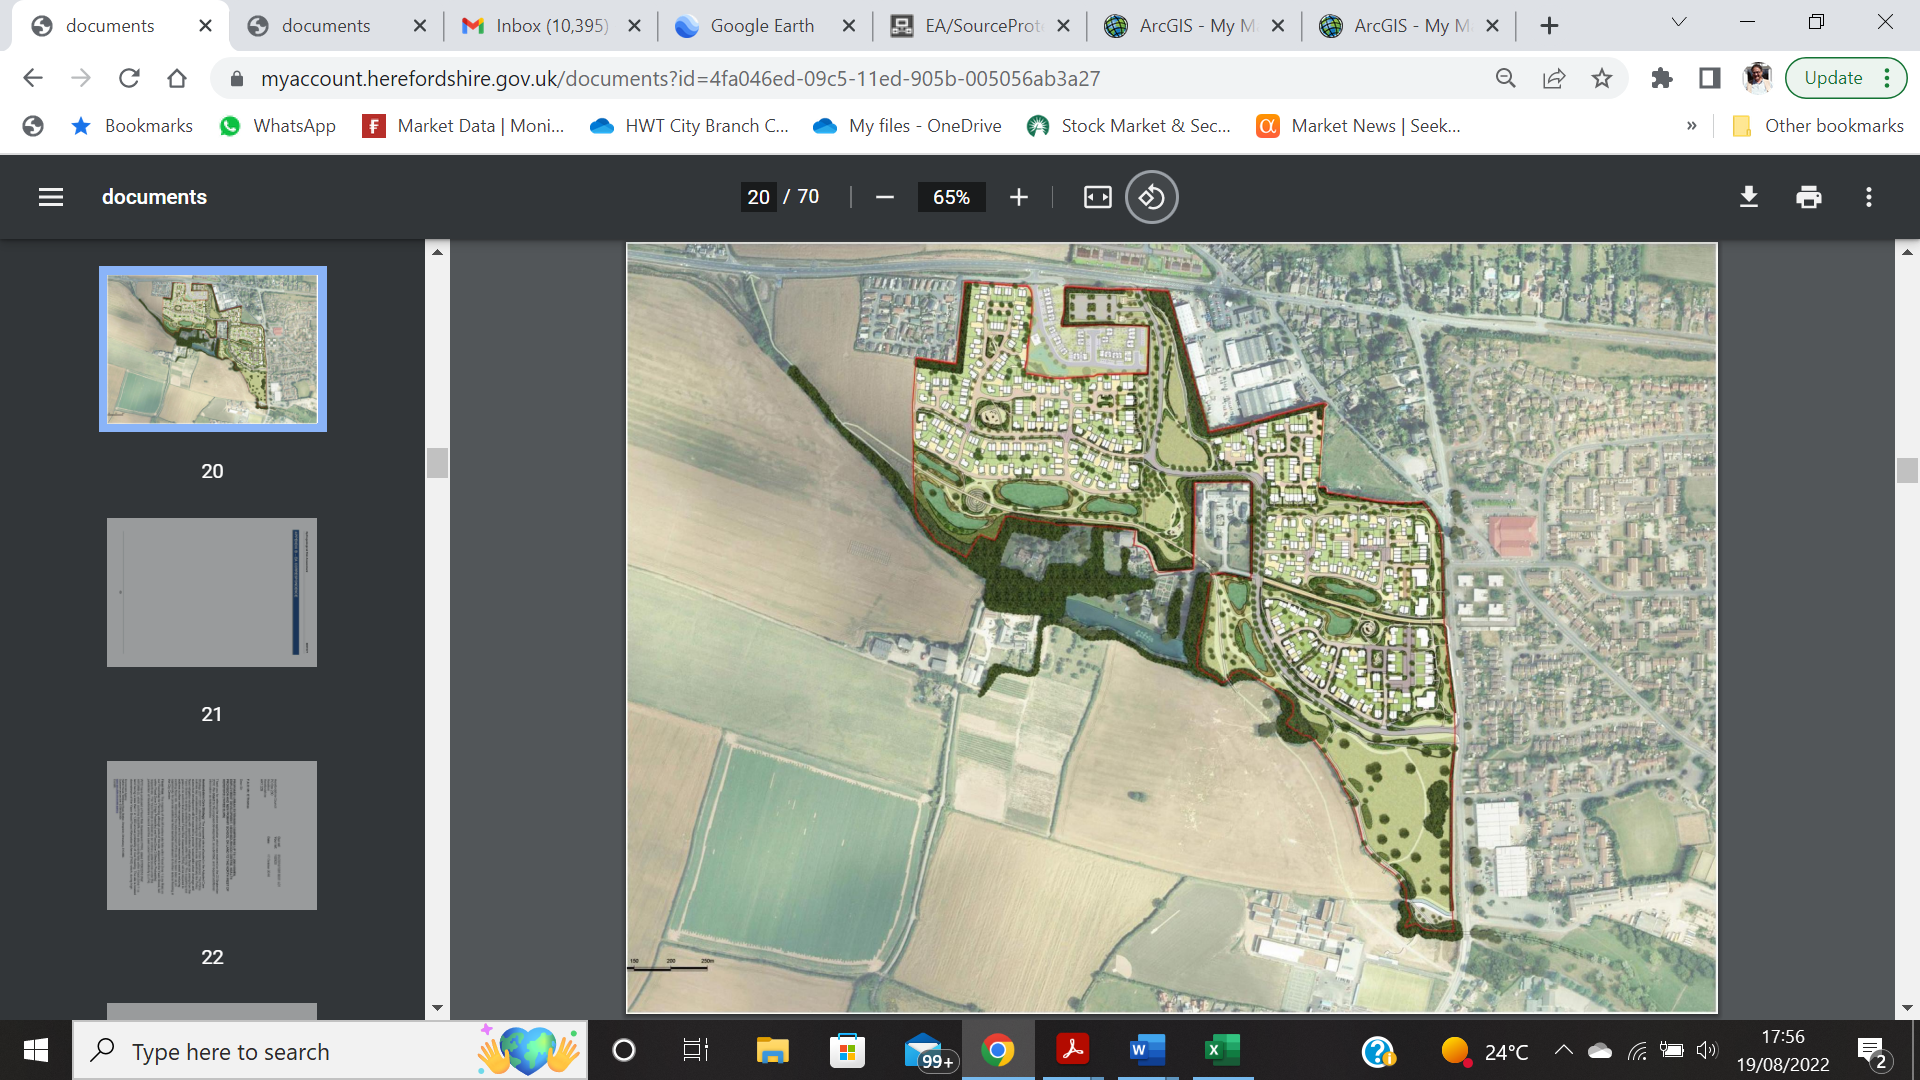 documents
documents
Inbox (10,395)
Google Earth
EA/SourceProt
ArcGIS - My M
ArcGIS - My M
myaccount.herefordshire.gov.uk/documents?id=4fa046ed-09c5-11ed-905b-005056ab3a27
Update
Bookmarks
WhatsApp
Market Data | Moni...
HWT City Branch C...
My files - OneDrive
Stock Market & Sec...
Market News | Seek...
»
Other bookmarks
documents
20 / 70
65%
20
21
22
150 200 250m
Type here to search
99+
24°C
17:56
19/08/2022
2